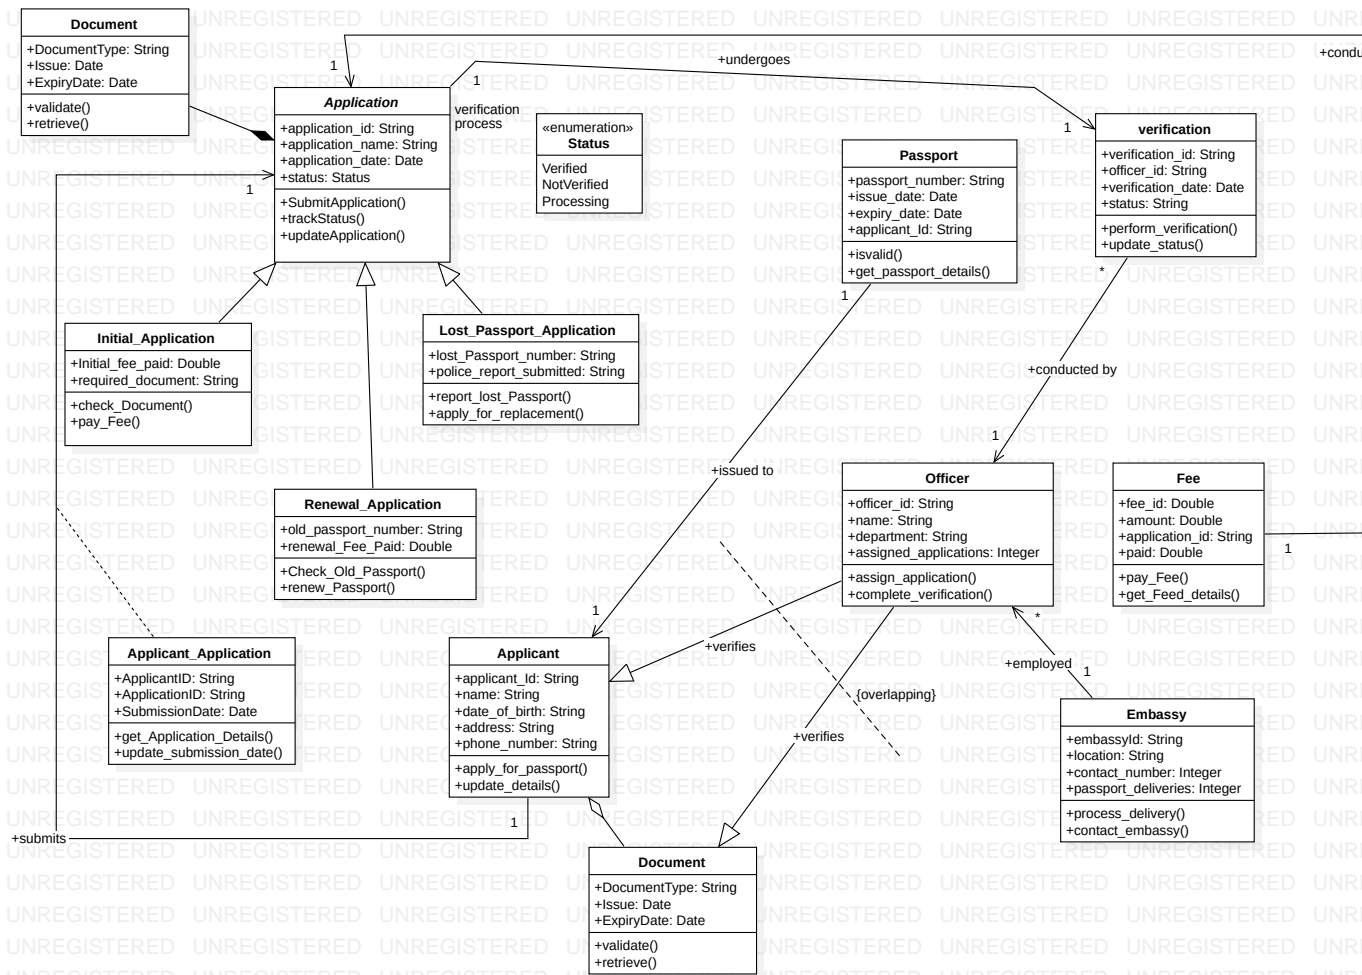 Document
+DocumentType: String
+Issue: Date
+ExpiryDate: Date
+validate()
+retrieve()
1
1
+undergoes
+condu
verification
process
Application
+application_id: String
+application_name: String
+application_date: Date
+status: Status
+SubmitApplication()
+trackStatus()
+updateApplication()
1
«enumeration»
Status
Verified
NotVerified
Processing
Passport
+passport_number: String
+issue_date: Date
+expiry_date: Date
+applicant_Id: String
+isvalid()
+get_passport_details()
1
1
verification
+verification_id: String
+officer_id: String
+verification_date: Date
+status: String
+perform_verification()
+update_status()
*
Initial_Application
+Initial_fee_paid: Double
+required_document: String
+check_Document()
+pay_Fee()
Lost_Passport_Application
+lost_Passport_number: String
+police_report_submitted: String
+report_lost_Passport()
+apply_for_replacement()
+conducted by
1
+issued to
Renewal_Application
+old_passport_number: String
+renewal_Fee_Paid: Double
+Check_Old_Passport()
+renew_Passport()
Officer
+officer_id: String
+name: String
+department: String
+assigned_applications: Integer
+assign_application()
+complete_verification()
Fee
+fee_id: Double
+amount: Double
+application_id: String
+paid: Double
+pay_Fee()
+get_Feed_details()
1
1
*
+verifies
+employed
1
{overlapping}
+verifies
Applicant_Application
+ApplicantID: String
+ApplicationID: String
+SubmissionDate: Date
+get_Application_Details()
+update_submission_date()
Applicant
+applicant_Id: String
+name: String
+date_of_birth: String
+address: String
+phone_number: String
+apply_for_passport()
+update_details()
1
+submits
Embassy
+embassyId: String
+location: String
+contact_number: Integer
+passport_deliveries: Integer
+process_delivery()
+contact_embassy()
Document
+DocumentType: String
+Issue: Date
+ExpiryDate: Date
+validate()
+retrieve()
UNREGISTERED